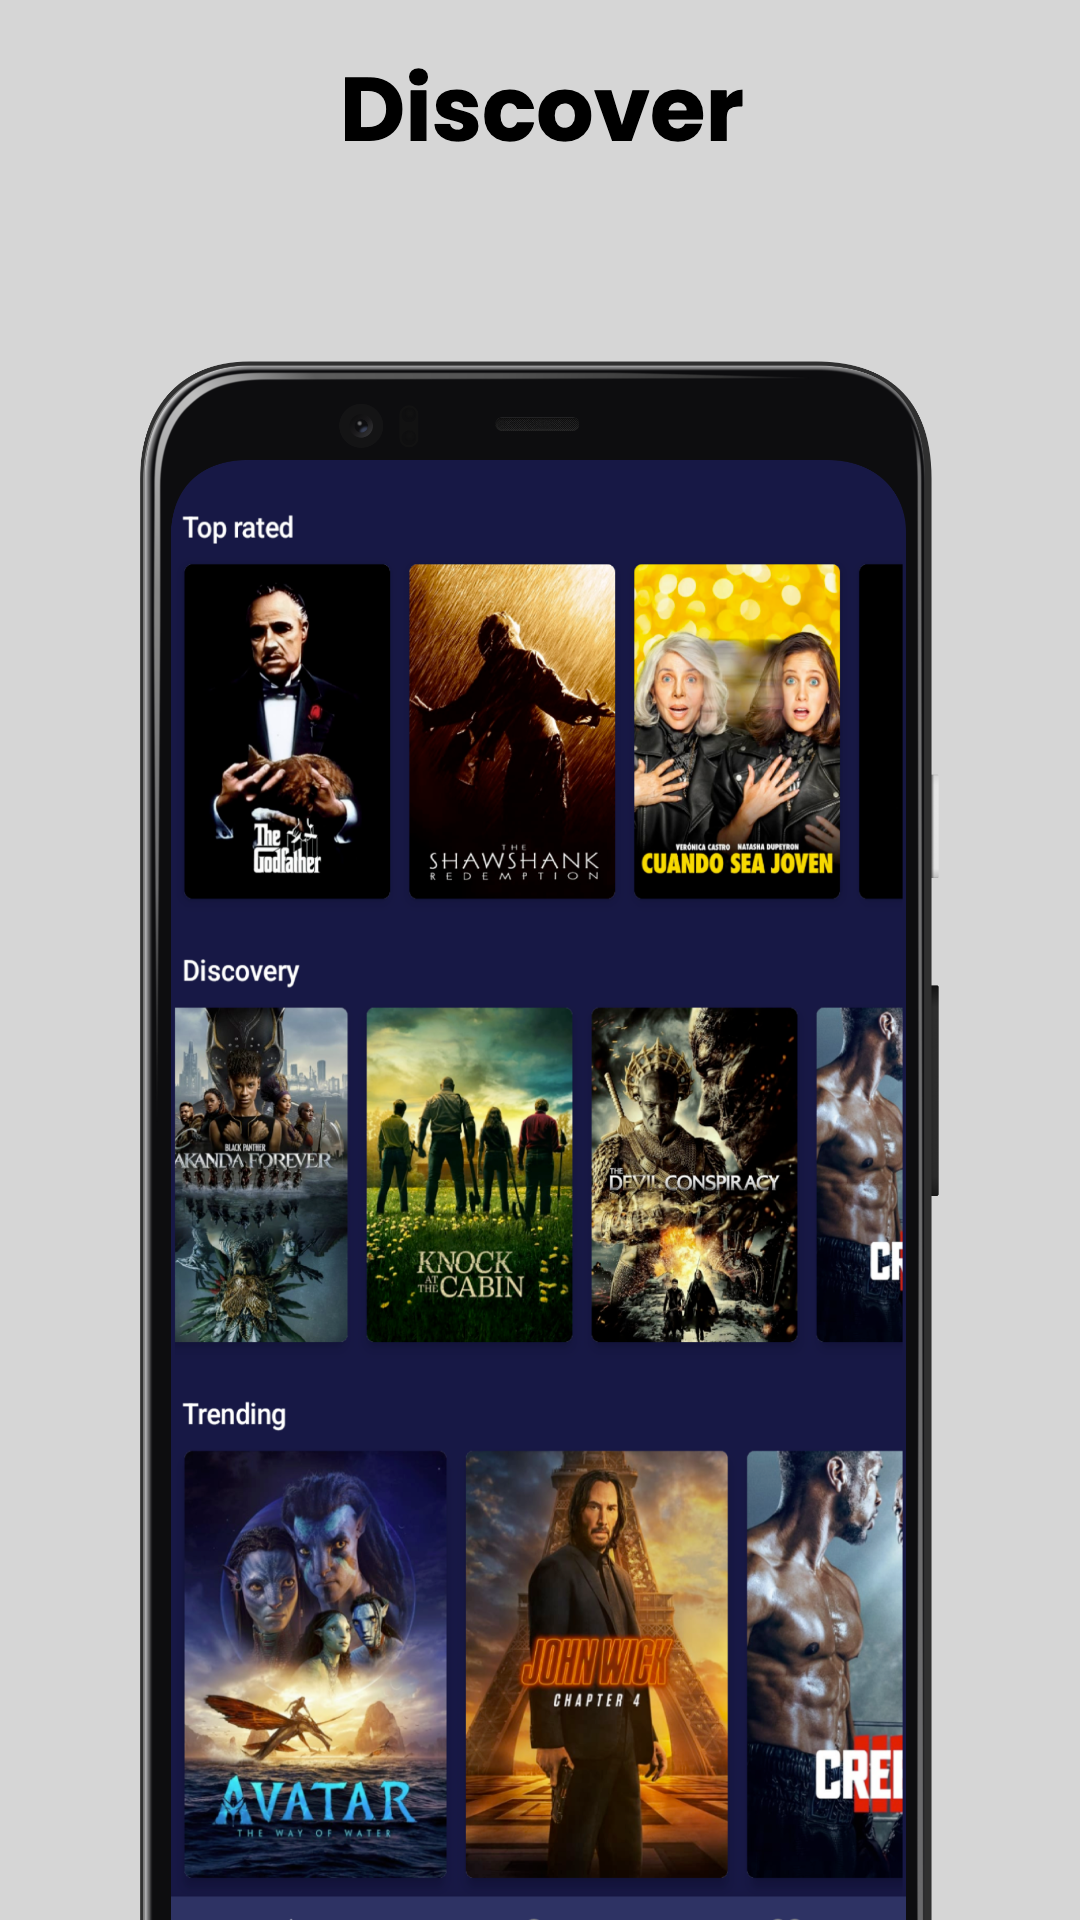 Discover
Top rated
The
Godfather
THE
SHAWSHANK
REDEMPTION
VERÓNICA CASTRO NATASHA DUPEYRON
CUANDO SEA JOVEN
Discovery
BLACK PANTHER
AKANDA FOREVER
KNOCK
AT THE CABIN
THE
DEVIL CONSPIRACY
CR
Trending
JOHN WICK
CHAPTER 4
CREE
AVATAR
THE WAY OF WATER